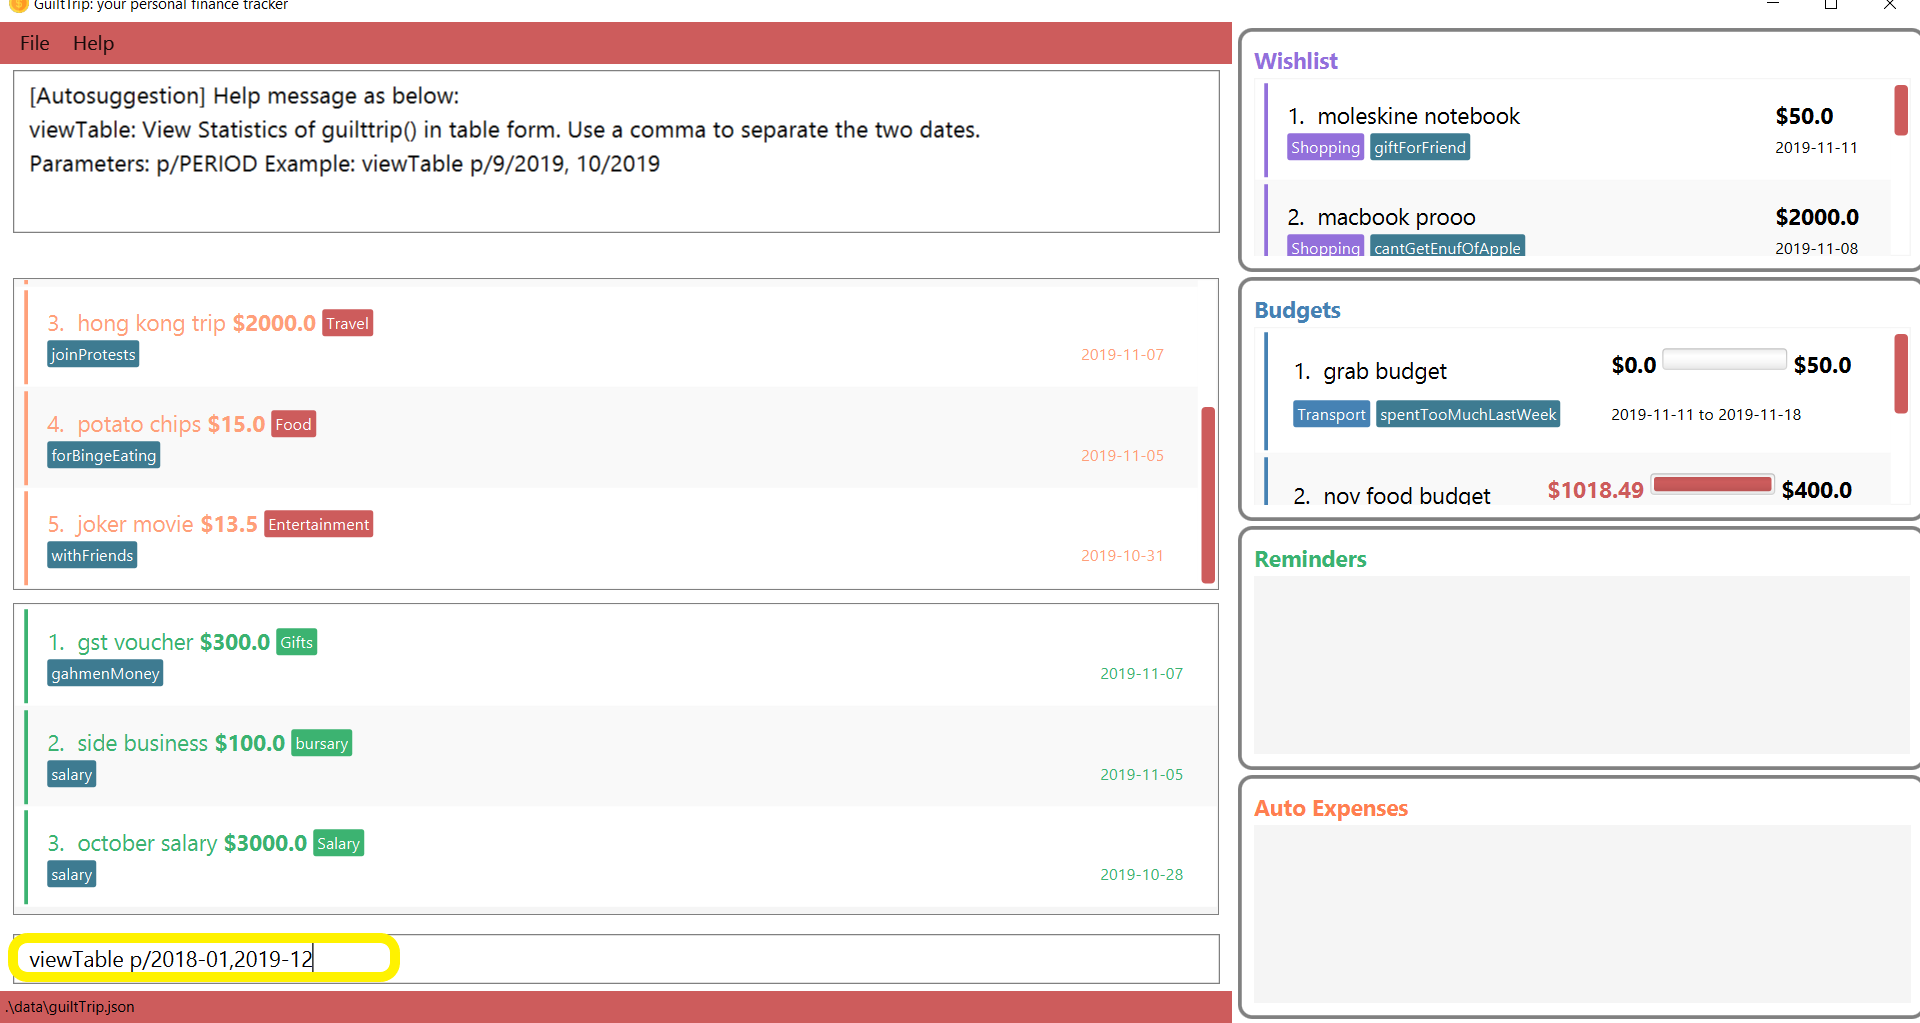 GuiltTrip: your personal finance tracker
File Help
[Autosuggestion] Help message as below:
viewTable: View Statistics of guilttrip() in table form. Use a comma to separate the two dates.
Parameters: p/PERIOD Example: viewTable p/9/2019, 10/2019
3. hong kong trip $2000.0 Travel
joinProtests 2019-11-07
4. potato chips $15.0 Food
forBingeEating 2019-11-05
5. joker movie $13.5 Entertainment
withFriends 2019-10-31
1. gst voucher $300.0 Gifts
gahmenMoney 2019-11-07
2. side business $100.0 bursary
salary 2019-11-05
3. october salary $3000.0 Salary
salary 2019-10-28
viewTable p/2018-01,2019-12
.\data\guiltTrip.json
Wishlist
1. moleskine notebook $50.0
Shopping giftForFriend 2019-11-11
2. macbook prooo $2000.0
Shopping cantGetEnufOfApple 2019-11-08
Budgets
1. grab budget $0.0 $50.0
Transport spentTooMuchLastWeek 2019-11-11 to 2019-11-18
2. nov food budget $1018.49 $400.0
Reminders
Auto Expenses